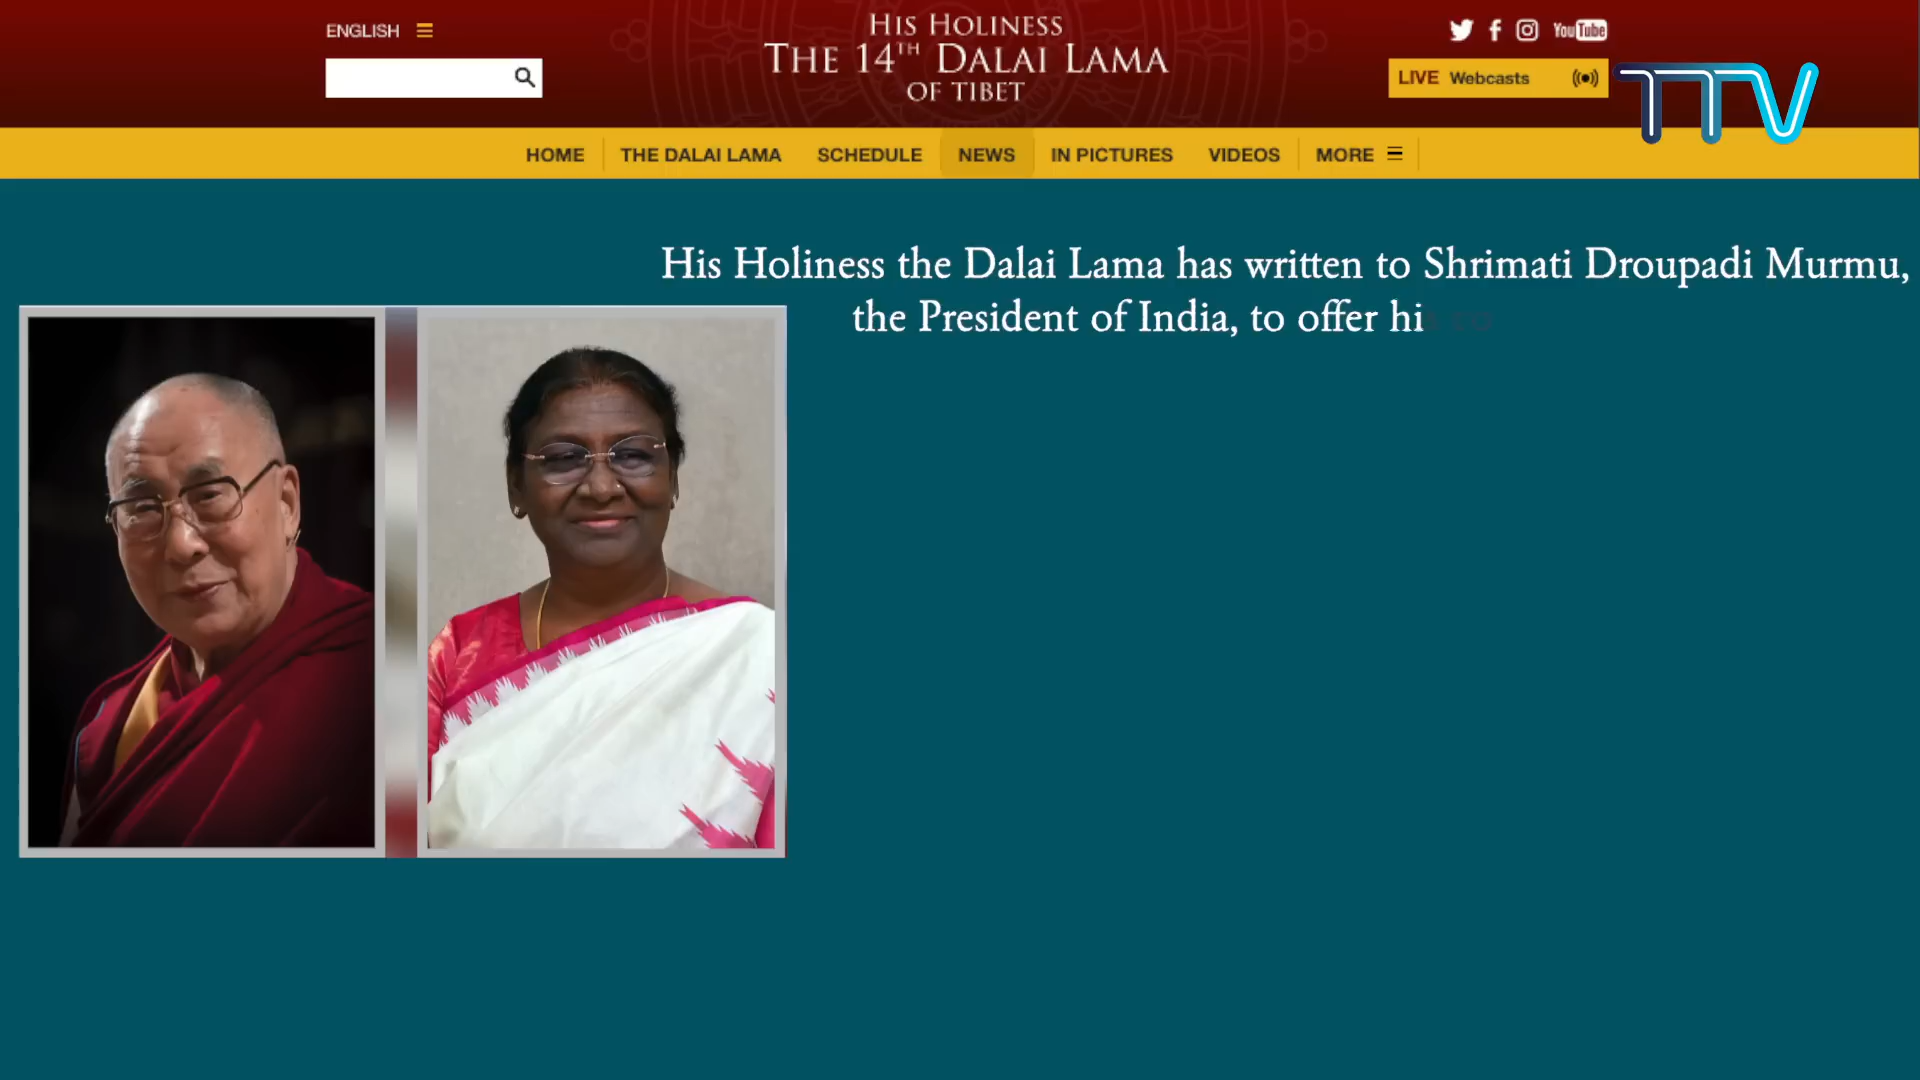 ENGLISH
HIS HOLINESS
THE 14TH DALAI LAMA
OF TIBET
YouTube
LIVE Webcasts
TTV
HOME
THE DALAI LAMA
SCHEDULE
NEWS
IN PICTURES
VIDEOS
MORE
His Holiness the Dalai Lama has written to Shrimati Droupadi Murmu,
the President of India, to offer hi